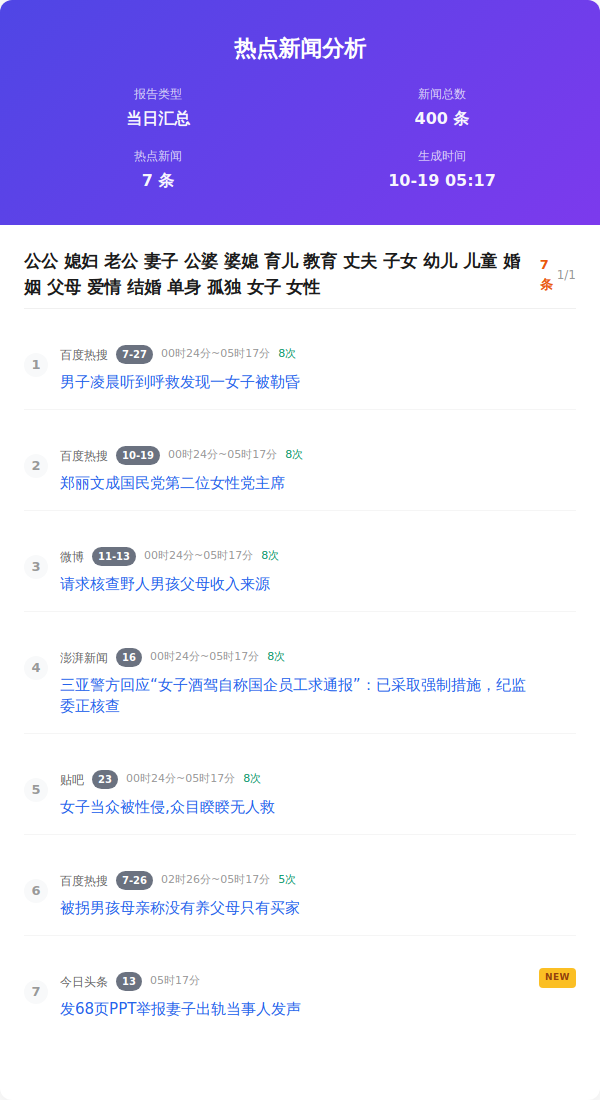 热点新闻分析
报告类型
新闻总数
当日汇总
400 条
热点新闻
生成时间
7 条
10-19 05:17
公公 媳妇 老公 妻子 公婆 婆媳 育儿 教育 丈夫 子女 幼儿 儿童 婚
姻 父母 爱情 结婚 单身 孤独 女子 女性
7
条
1/1
1
百度热搜 7-27 00时24分~05时17分 8次
男子凌晨听到呼救发现一女子被勒昏
2
百度热搜 10-19 00时24分~05时17分 8次
郑丽文成国民党第二位女性党主席
3
微博 11-13 00时24分~05时17分 8次
请求核查野人男孩父母收入来源
4
澎湃新闻 16 00时24分~05时17分 8次
三亚警方回应“女子酒驾自称国企员工求通报”：已采取强制措施，纪监
委正核查
5
贴吧 23 00时24分~05时17分 8次
女子当众被性侵,众目睽睽无人救
6
百度热搜 7-26 02时26分~05时17分 5次
被拐男孩母亲称没有养父母只有买家
7
今日头条 13 05时17分
NEW
发68页PPT举报妻子出轨当事人发声